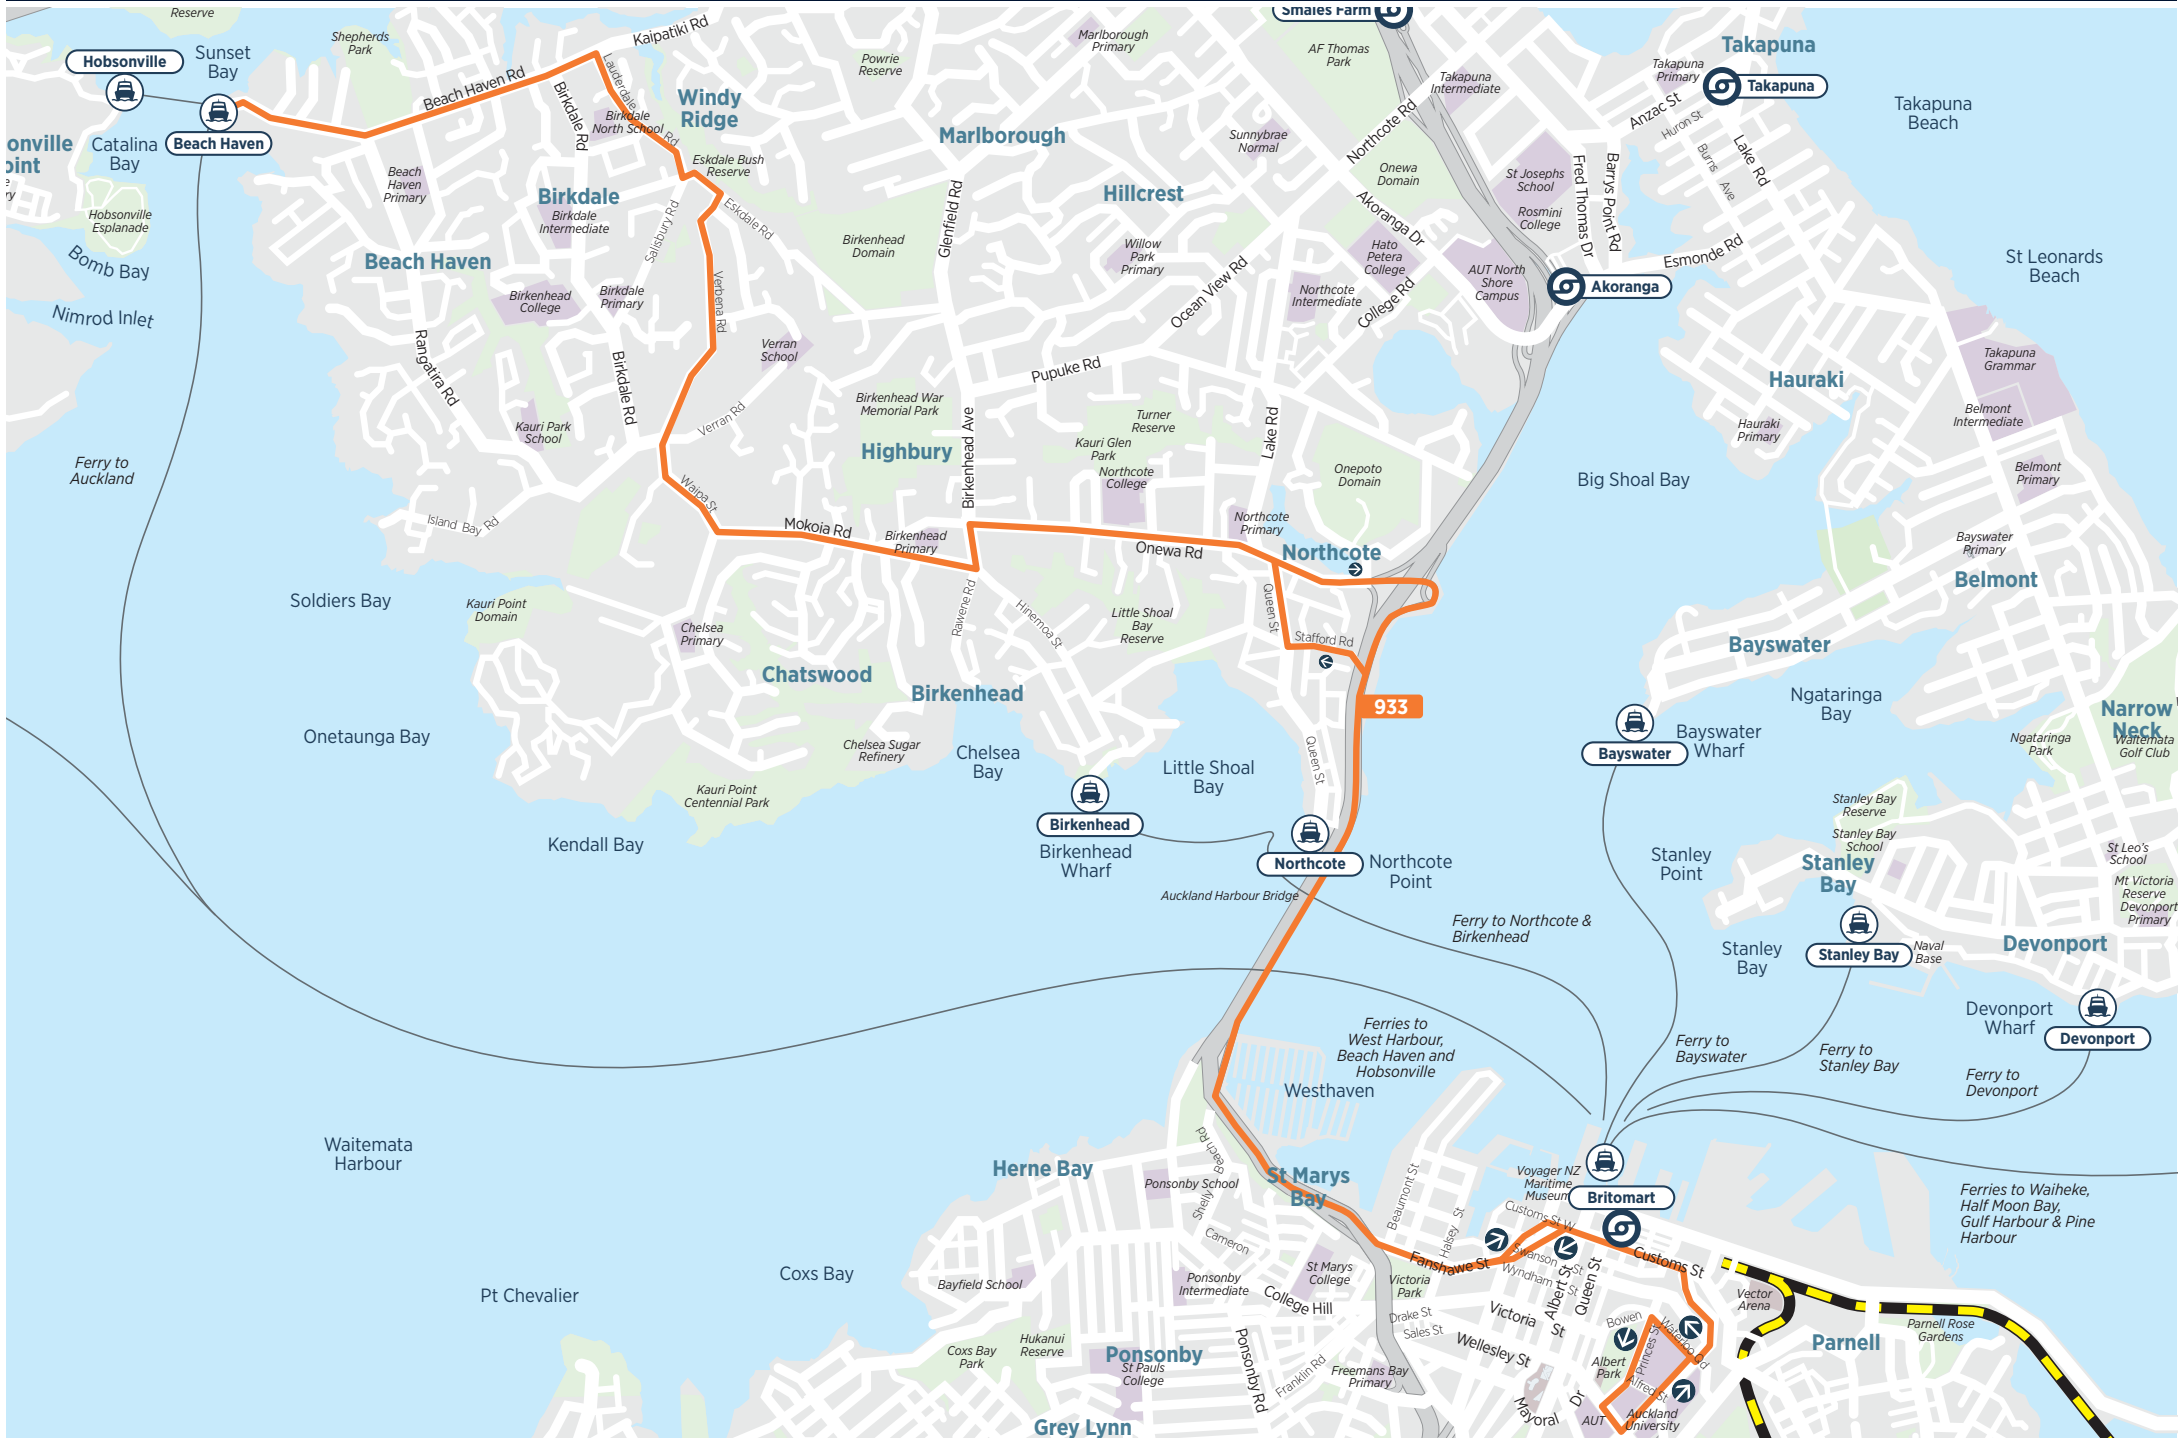 Reserve
Smales Farm
Hobsonville
Sunset
Bay
Shepherds
Park
Kaipatiki Rd
Marlborough
Primary
AF Thomas
Park
Takapuna
Takapuna
Primary
Takapuna
Powrie
Reserve
Beach Haven Rd
Lauderdale Rd
Birkdale Rd
Windy
Ridge
Birkdale
North School
Takapuna
Intermediate
Anzac St
Huron St
Takapuna
Beach
onville
oint
e
ry
Catalina
Bay
Beach Haven
Marlborough
Sunnybrae
Normal
Northcote Rd
Burns Ave
Lake Rd
Eskdale Bush
Reserve
Beach
Haven
Primary
Onewa
Domain
St Josephs
School
Fred Thomas Dr
Barrys Point Rd
Birkdale
Hillcrest
Hobsonville
Esplanade
Birkdale
Intermediate
Salisbury Rd
Eskdale Rd
Glenfield Rd
Akoranga Dr
Rosmini
College
Bomb Bay
Beach Haven
Birkenhead
Domain
Willow
Park
Primary
Hato
Petera
College
AUT North
Shore
Campus
Esmonde Rd
St Leonards
Beach
Nimrod Inlet
Birkenhead
College
Birkdale
Primary
Verbena Rd
Ocean View Rd
Northcote
Intermediate
College Rd
Akoranga
Rangatira Rd
Birkdale Rd
Verran
School
Pupuke Rd
Takapuna
Grammar
Hauraki
Kauri Park
School
Verran Rd
Birkenhead War
Memorial Park
Birkenhead Ave
Turner
Reserve
Lake Rd
Belmont
Intermediate
Hauraki
Primary
Highbury
Kauri Glen
Park
Northcote
College
Onepoto
Domain
Big Shoal Bay
Belmont
Primary
Ferry to
Auckland
Waipa St
Island Bay Rd
Mokoia Rd
Birkenhead
Primary
Northcote
Primary
Onewa Rd
Northcote
Bayswater
Primary
Belmont
Soldiers Bay
Kauri Point
Domain
Rawene Rd
Hinemoa St
Little Shoal
Bay
Reserve
Queen St
Stafford Rd
Chelsea
Primary
Bayswater
Chatswood
Birkenhead
933
Ngataringa
Bay
Narrow
Neck
Onetaunga Bay
Chelsea Sugar
Refinery
Chelsea
Bay
Queen St
Bayswater
Bayswater
Wharf
Ngataringa
Park
Waitemata
Golf Club
Little Shoal
Bay
Kauri Point
Centennial Park
Stanley Bay
Reserve
Birkenhead
Birkenhead
Wharf
Kendall Bay
Northcote
Northcote
Point
Stanley Bay
School
Stanley
Point
Stanley
Bay
St Leo's
School
Mt Victoria
Reserve
Auckland Harbour Bridge
Devonport
Primary
Ferry to Northcote &
Birkenhead
Stanley
Bay
Stanley Bay
Naval
Base
Devonport
Devonport
Wharf
Devonport
Ferries to
West Harbour,
Beach Haven and
Hobsonville
Ferry to
Bayswater
Ferry to
Stanley Bay
Ferry to
Devonport
Westhaven
Waitemata
Harbour
Herne Bay
Shelly Beach Rd
Ponsonby School
St Marys
Bay
Beaumont St
Voyager NZ
Maritime
Museum
Britomart
Ferries to Waiheke,
Half Moon Bay,
Gulf Harbour & Pine
Harbour
Customs St W
Halsey St
Cameron
Fanshawe St
Swanson St
Wyndham St
Customs St
Coxs Bay
Bayfield School
Ponsonby
Intermediate
St Marys
College
Victoria
Park
Albert St
Queen St
Pt Chevalier
College Hill
Drake St
Sales St
Victoria St
Bowen
Princes St
Waterloo Qd
Vector
Arena
Parnell Rose
Gardens
Parnell
Hukanui
Reserve
Coxs Bay
Park
Ponsonby
St Pauls
College
Ponsonby Rd
Franklin Rd
Freemans Bay
Primary
Wellesley St
Albert
Park
Alfred St
Mayoral Dr
AUT
Auckland
University
Grey Lynn